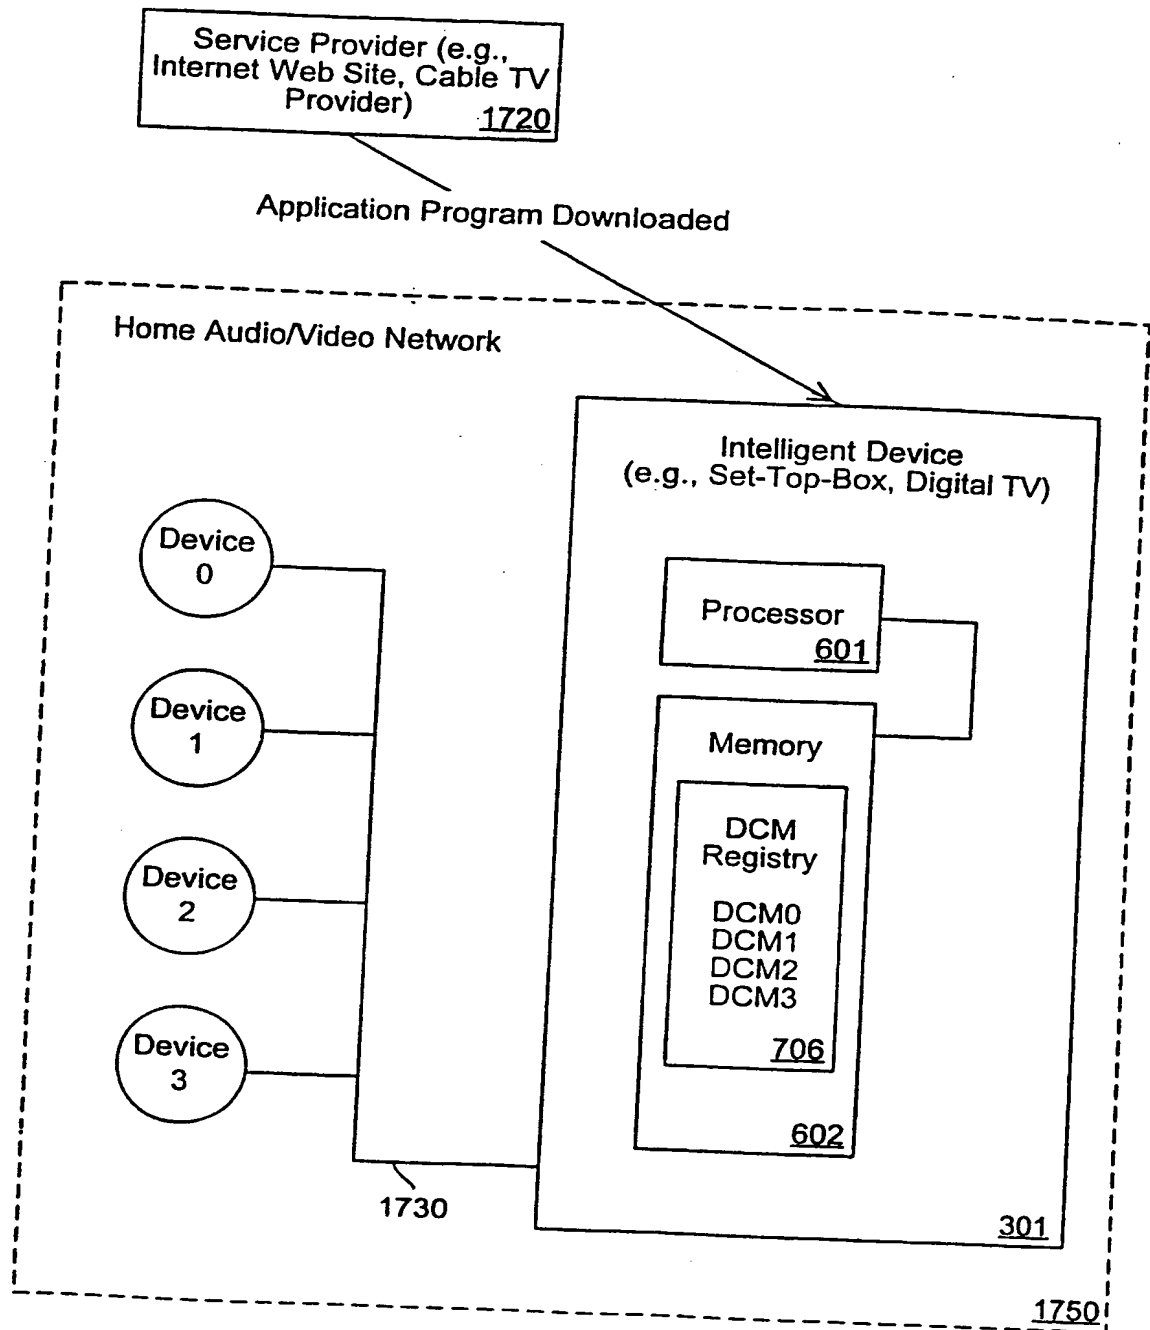 Service Provider (e.g.,
Internet Web Site, Cable TV
Provider)
1720
Application Program Downloaded
Home Audio/Video Network
Intelligent Device
(e.g., Set-Top-Box, Digital TV)
Device
0
Processor
601
Device
1
Memory
DCM
Registry
Device
2
DCM0
DCM1
DCM2
DCM3
Device
3
706
602
1730
301
1750